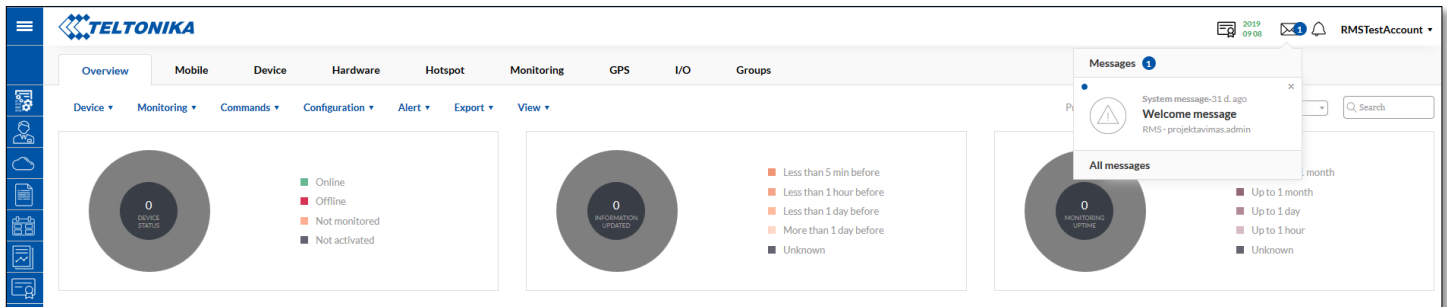 TELTONIKA
2019
09 08
1
RMSTestAccount
Overview Mobile Device Hardware Hotspot Monitoring GPS I/O Groups
Messages 1
Device Monitoring Commands Configuration Alert Export View
Search
System message-31 d. ago
Welcome message
RMS - projektavimas.admin
All messages
0
DEVICE
STATUS
Online
Offline
Not monitored
Not activated
0
INFORMATION
UPDATED
Less than 5 min before
Less than 1 hour before
Less than 1 day before
More than 1 day before
Unknown
0
MONITORING
UPTIME
month
Up to 1 month
Up to 1 day
Up to 1 hour
Unknown